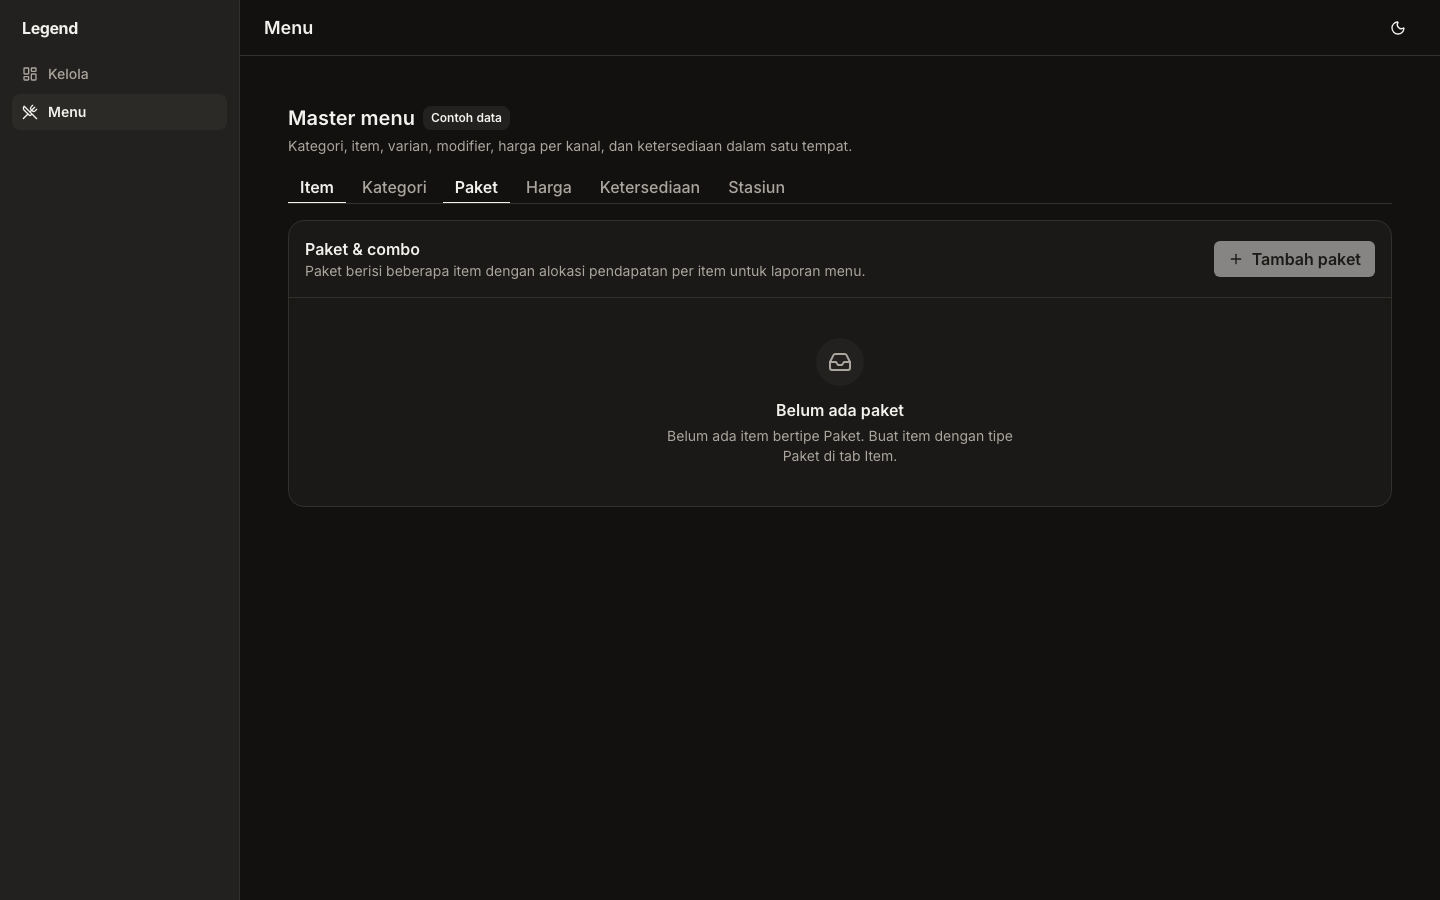 Legend
Menu
Kelola
Menu
Master menu
Contoh data
Kategori, item, varian, modifier, harga per kanal, dan ketersediaan dalam satu tempat.
Item
Kategori
Paket
Harga
Ketersediaan
Stasiun
Paket & combo
Paket berisi beberapa item dengan alokasi pendapatan per item untuk laporan menu.
+ Tambah paket
Belum ada paket
Belum ada item bertipe Paket. Buat item dengan tipe
Paket di tab Item.